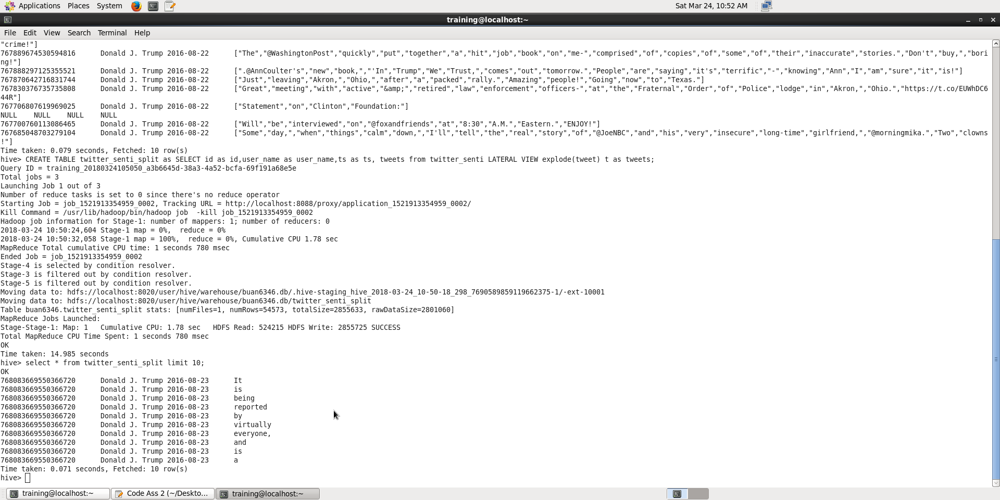 Applications Places System Sat Mar 24, 10:52 AM
training@localhost:~
File Edit View Search Terminal Help
"crime!"]
767889674530594816 Donald J. Trump 2016-08-22 ["The","@WashingtonPost","quickly","put","together","a","hit","job","book","on","me-","comprised","of","copies","of","some","of","their","inaccurate","stories.","Don't","buy,","bori
ng!"]
767888297125355521 Donald J. Trump 2016-08-22 [".@AnnCoulter's","new","book,","'In","Trump","We","Trust,","comes","out","tomorrow.","People","are","saying","it's","terrific","-","knowing","Ann","I","am","sure","it","is!"]
767870642716831744 Donald J. Trump 2016-08-22 ["Just","leaving","Akron,","Ohio,","after","a","packed","rally.","Amazing","people!","Going","now","to","Texas."]
767830376735735808 Donald J. Trump 2016-08-22 ["Great","meeting","with","active","&amp;","retired","law","enforcement","officers-","at","the","Fraternal","Order","of","Police","lodge","in","Akron,","Ohio.","https://t.co/EUWhDC6
44R"]
767706807619969025 Donald J. Trump 2016-08-22 ["Statement","on","Clinton","Foundation:"]
NULL NULL NULL NULL
767700760113086465 Donald J. Trump 2016-08-22 ["Will","be","interviewed","on","@foxandfriends","at","8:30","A.M.","Eastern.","ENJOY!"]
767685048703279104 Donald J. Trump 2016-08-22 ["Some","day,","when","things","calm","down,","I'll","tell","the","real","story","of","@JoeNBC","and","his","very","insecure","long-time","girlfriend,","@morningmika.","Two","clowns
!"]
Time taken: 0.079 seconds, Fetched: 10 row(s)
hive> CREATE TABLE twitter_senti_split as SELECT id as id,user_name as user_name,ts as ts, tweets from twitter_senti LATERAL VIEW explode(tweet) t as tweets;
Query ID = training_20180324105050_a3b6645d-38a3-4a52-bcfa-69f191a68e5e
Total jobs = 3
Launching Job 1 out of 3
Number of reduce tasks is set to 0 since there's no reduce operator
Starting Job = job_1521913354959_0002, Tracking URL = http://localhost:8088/proxy/application_1521913354959_0002/
Kill Command = /usr/lib/hadoop/bin/hadoop job  -kill job_1521913354959_0002
Hadoop job information for Stage-1: number of mappers: 1; number of reducers: 0
2018-03-24 10:50:24,604 Stage-1 map = 0%,  reduce = 0%
2018-03-24 10:50:32,058 Stage-1 map = 100%,  reduce = 0%, Cumulative CPU 1.78 sec
MapReduce Total cumulative CPU time: 1 seconds 780 msec
Ended Job = job_1521913354959_0002
Stage-4 is selected by condition resolver.
Stage-3 is filtered out by condition resolver.
Stage-5 is filtered out by condition resolver.
Moving data to: hdfs://localhost:8020/user/hive/warehouse/buan6346.db/.hive-staging_hive_2018-03-24_10-50-18_298_7690589859119662375-1/-ext-10001
Moving data to: hdfs://localhost:8020/user/hive/warehouse/buan6346.db/twitter_senti_split
Table buan6346.twitter_senti_split stats: [numFiles=1, numRows=54573, totalSize=2855633, rawDataSize=2801060]
MapReduce Jobs Launched:
Stage-Stage-1: Map: 1   Cumulative CPU: 1.78 sec   HDFS Read: 524215 HDFS Write: 2855725 SUCCESS
Total MapReduce CPU Time Spent: 1 seconds 780 msec
OK
Time taken: 14.985 seconds
hive> select * from twitter_senti_split limit 10;
OK
768083669550366720 Donald J. Trump 2016-08-23 It
768083669550366720 Donald J. Trump 2016-08-23 is
768083669550366720 Donald J. Trump 2016-08-23 being
768083669550366720 Donald J. Trump 2016-08-23 reported
768083669550366720 Donald J. Trump 2016-08-23 by
768083669550366720 Donald J. Trump 2016-08-23 virtually
768083669550366720 Donald J. Trump 2016-08-23 everyone,
768083669550366720 Donald J. Trump 2016-08-23 and
768083669550366720 Donald J. Trump 2016-08-23 is
768083669550366720 Donald J. Trump 2016-08-23 a
Time taken: 0.071 seconds, Fetched: 10 row(s)
hive>
training@localhost:~ Code Ass 2 (~/Deskto... training@localhost:~